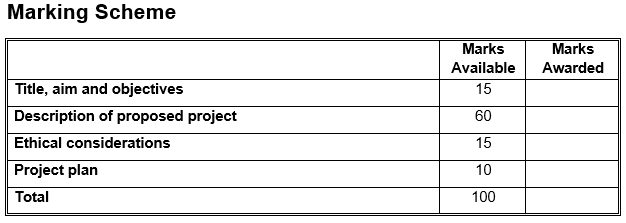 Marking Scheme
Marks Available Marks Awarded
Title, aim and objectives 15
Description of proposed project 60
Ethical considerations 15
Project plan 10
Total 100